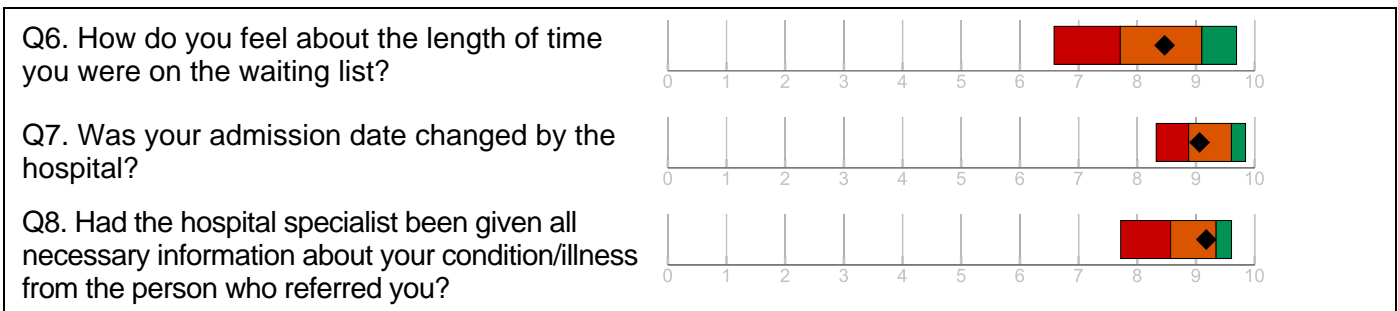 Q6. How do you feel about the length of time
you were on the waiting list?
0 1 2 3 4 5 6 7 8 9 10
Q7. Was your admission date changed by the
hospital?
0 1 2 3 4 5 6 7 8 9 10
Q8. Had the hospital specialist been given all
necessary information about your condition/illness
from the person who referred you?
0 1 2 3 4 5 6 7 8 9 10